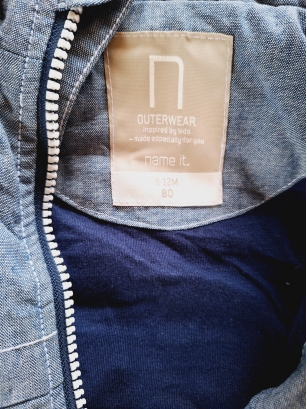 n
OUTERWEAR
inspired by kids
– made especially for you
name it.
9-12M
80